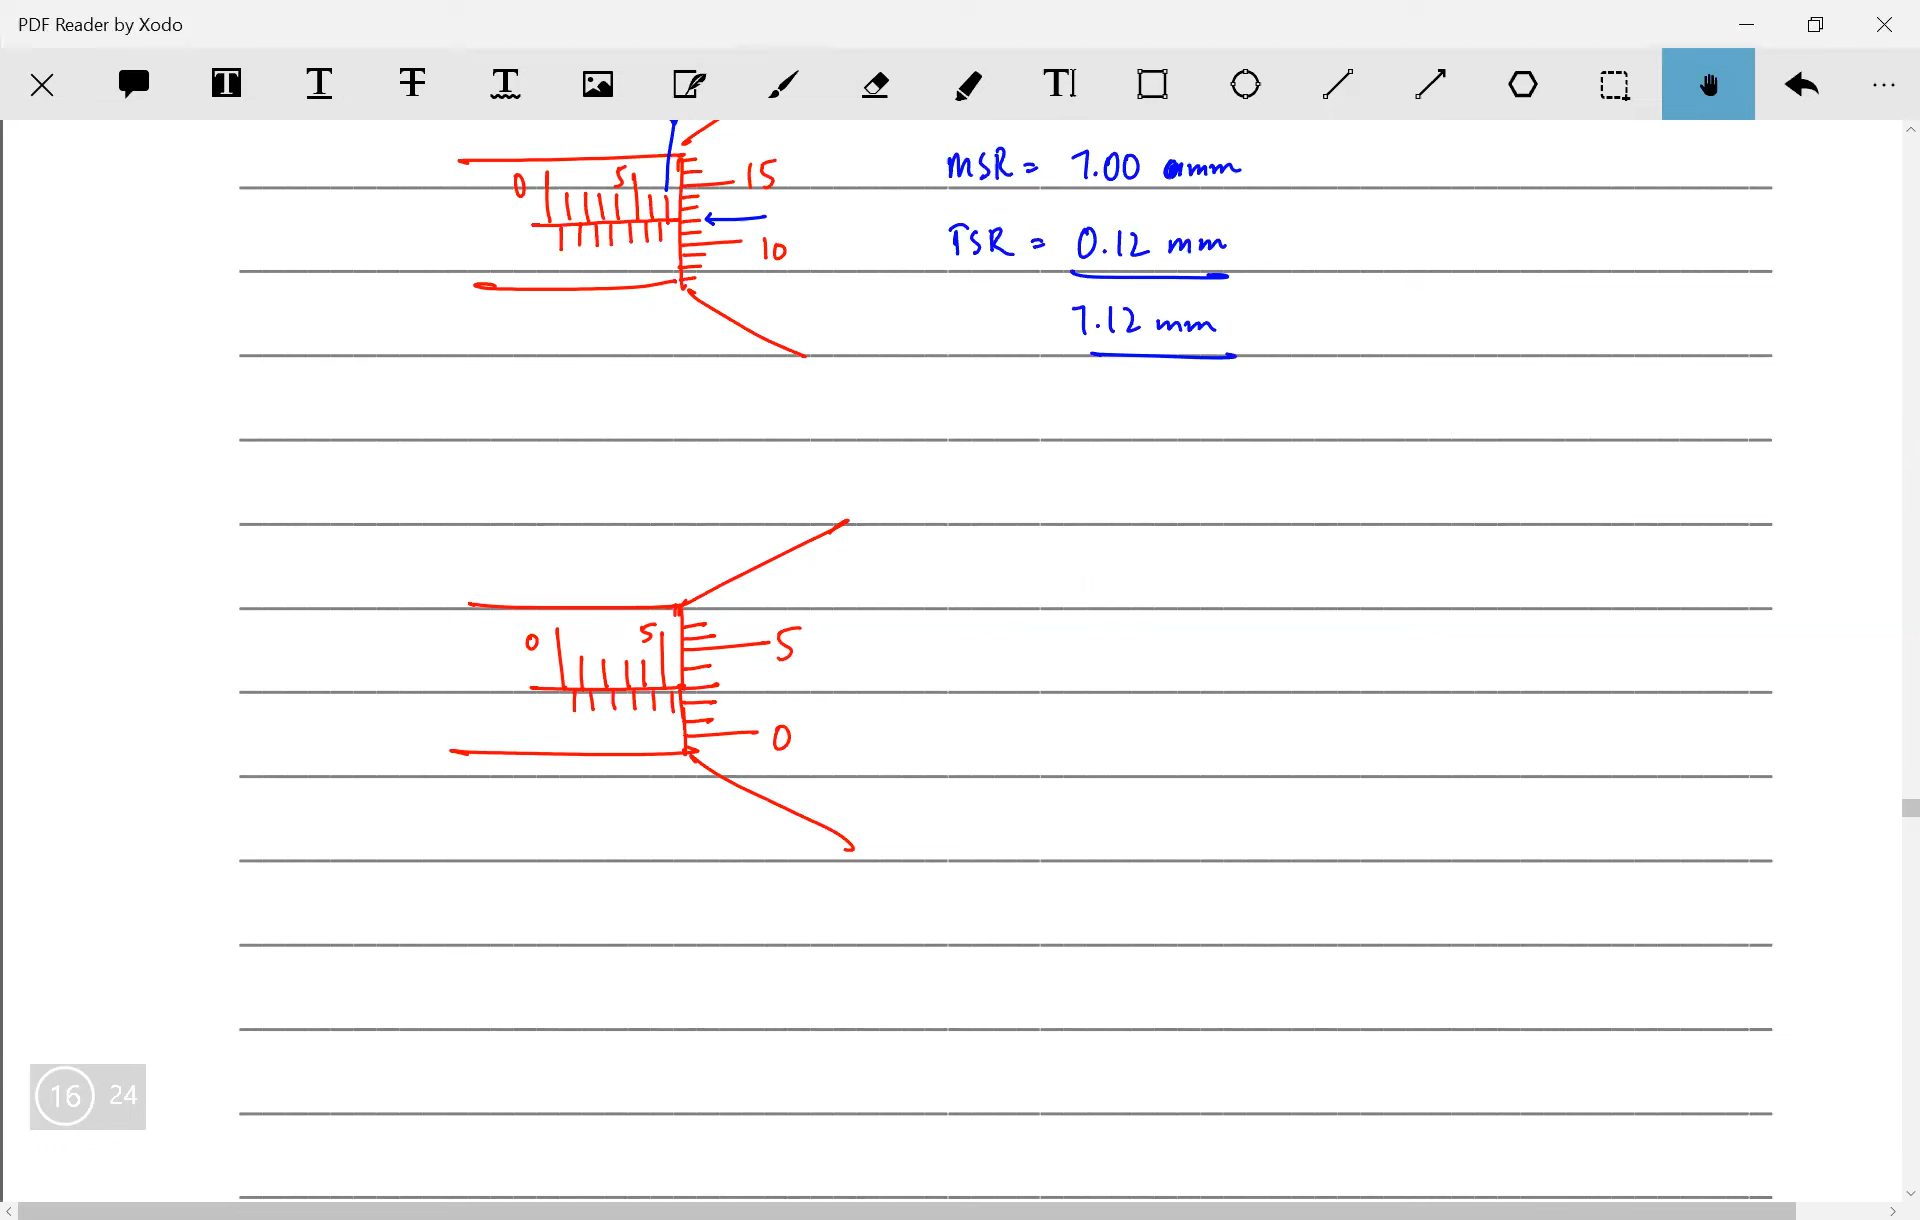 PDF Reader by Xodo
T T T T TI
15
0 5
10
MSR = 7.00 mm
TSR = 0.12 mm
7.12 mm
5
0 5
0
16 24